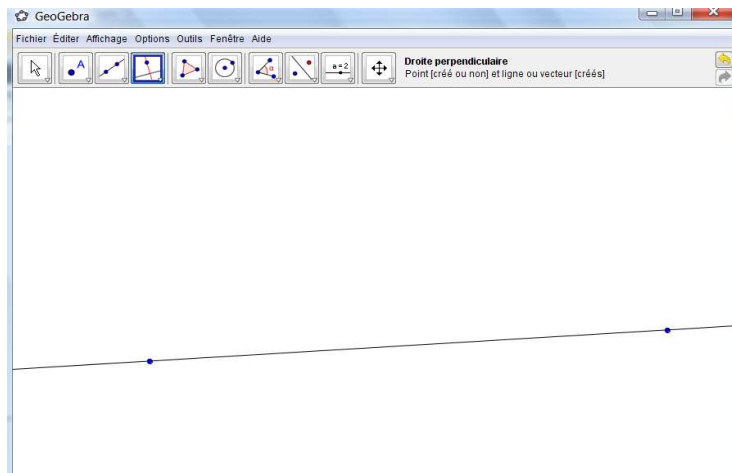 GeoGebra
Fichier Éditer Affichage Options Outils Fenêtre Aide
A
α
a=2
Droite perpendiculaire
Point [créé ou non] et ligne ou vecteur [créés]